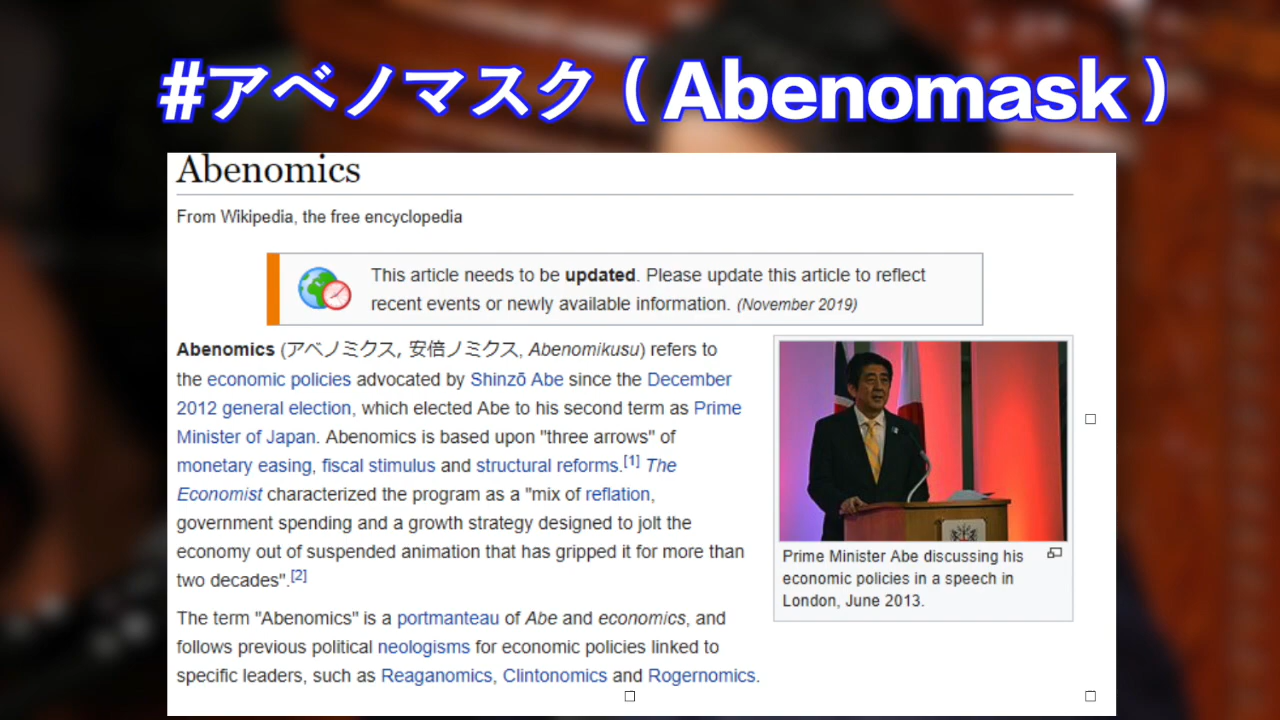 #アベノマスク（Abenomask）
Abenomics
From Wikipedia, the free encyclopedia
This article needs to be updated. Please update this article to reflect
recent events or newly available information. (November 2019)
Abenomics (アベノミクス, 安倍ノミクス, Abenomikusu) refers to
the economic policies advocated by Shinzō Abe since the December
2012 general election, which elected Abe to his second term as Prime
Minister of Japan. Abenomics is based upon "three arrows" of
monetary easing, fiscal stimulus and structural reforms.[1] The
Economist characterized the program as a "mix of reflation,
government spending and a growth strategy designed to jolt the
economy out of suspended animation that has gripped it for more than
two decades".[2]
The term "Abenomics" is a portmanteau of Abe and economics, and
follows previous political neologisms for economic policies linked to
specific leaders, such as Reaganomics, Clintonomics and Rogernomics.
Prime Minister Abe discussing his
economic policies in a speech in
London, June 2013.